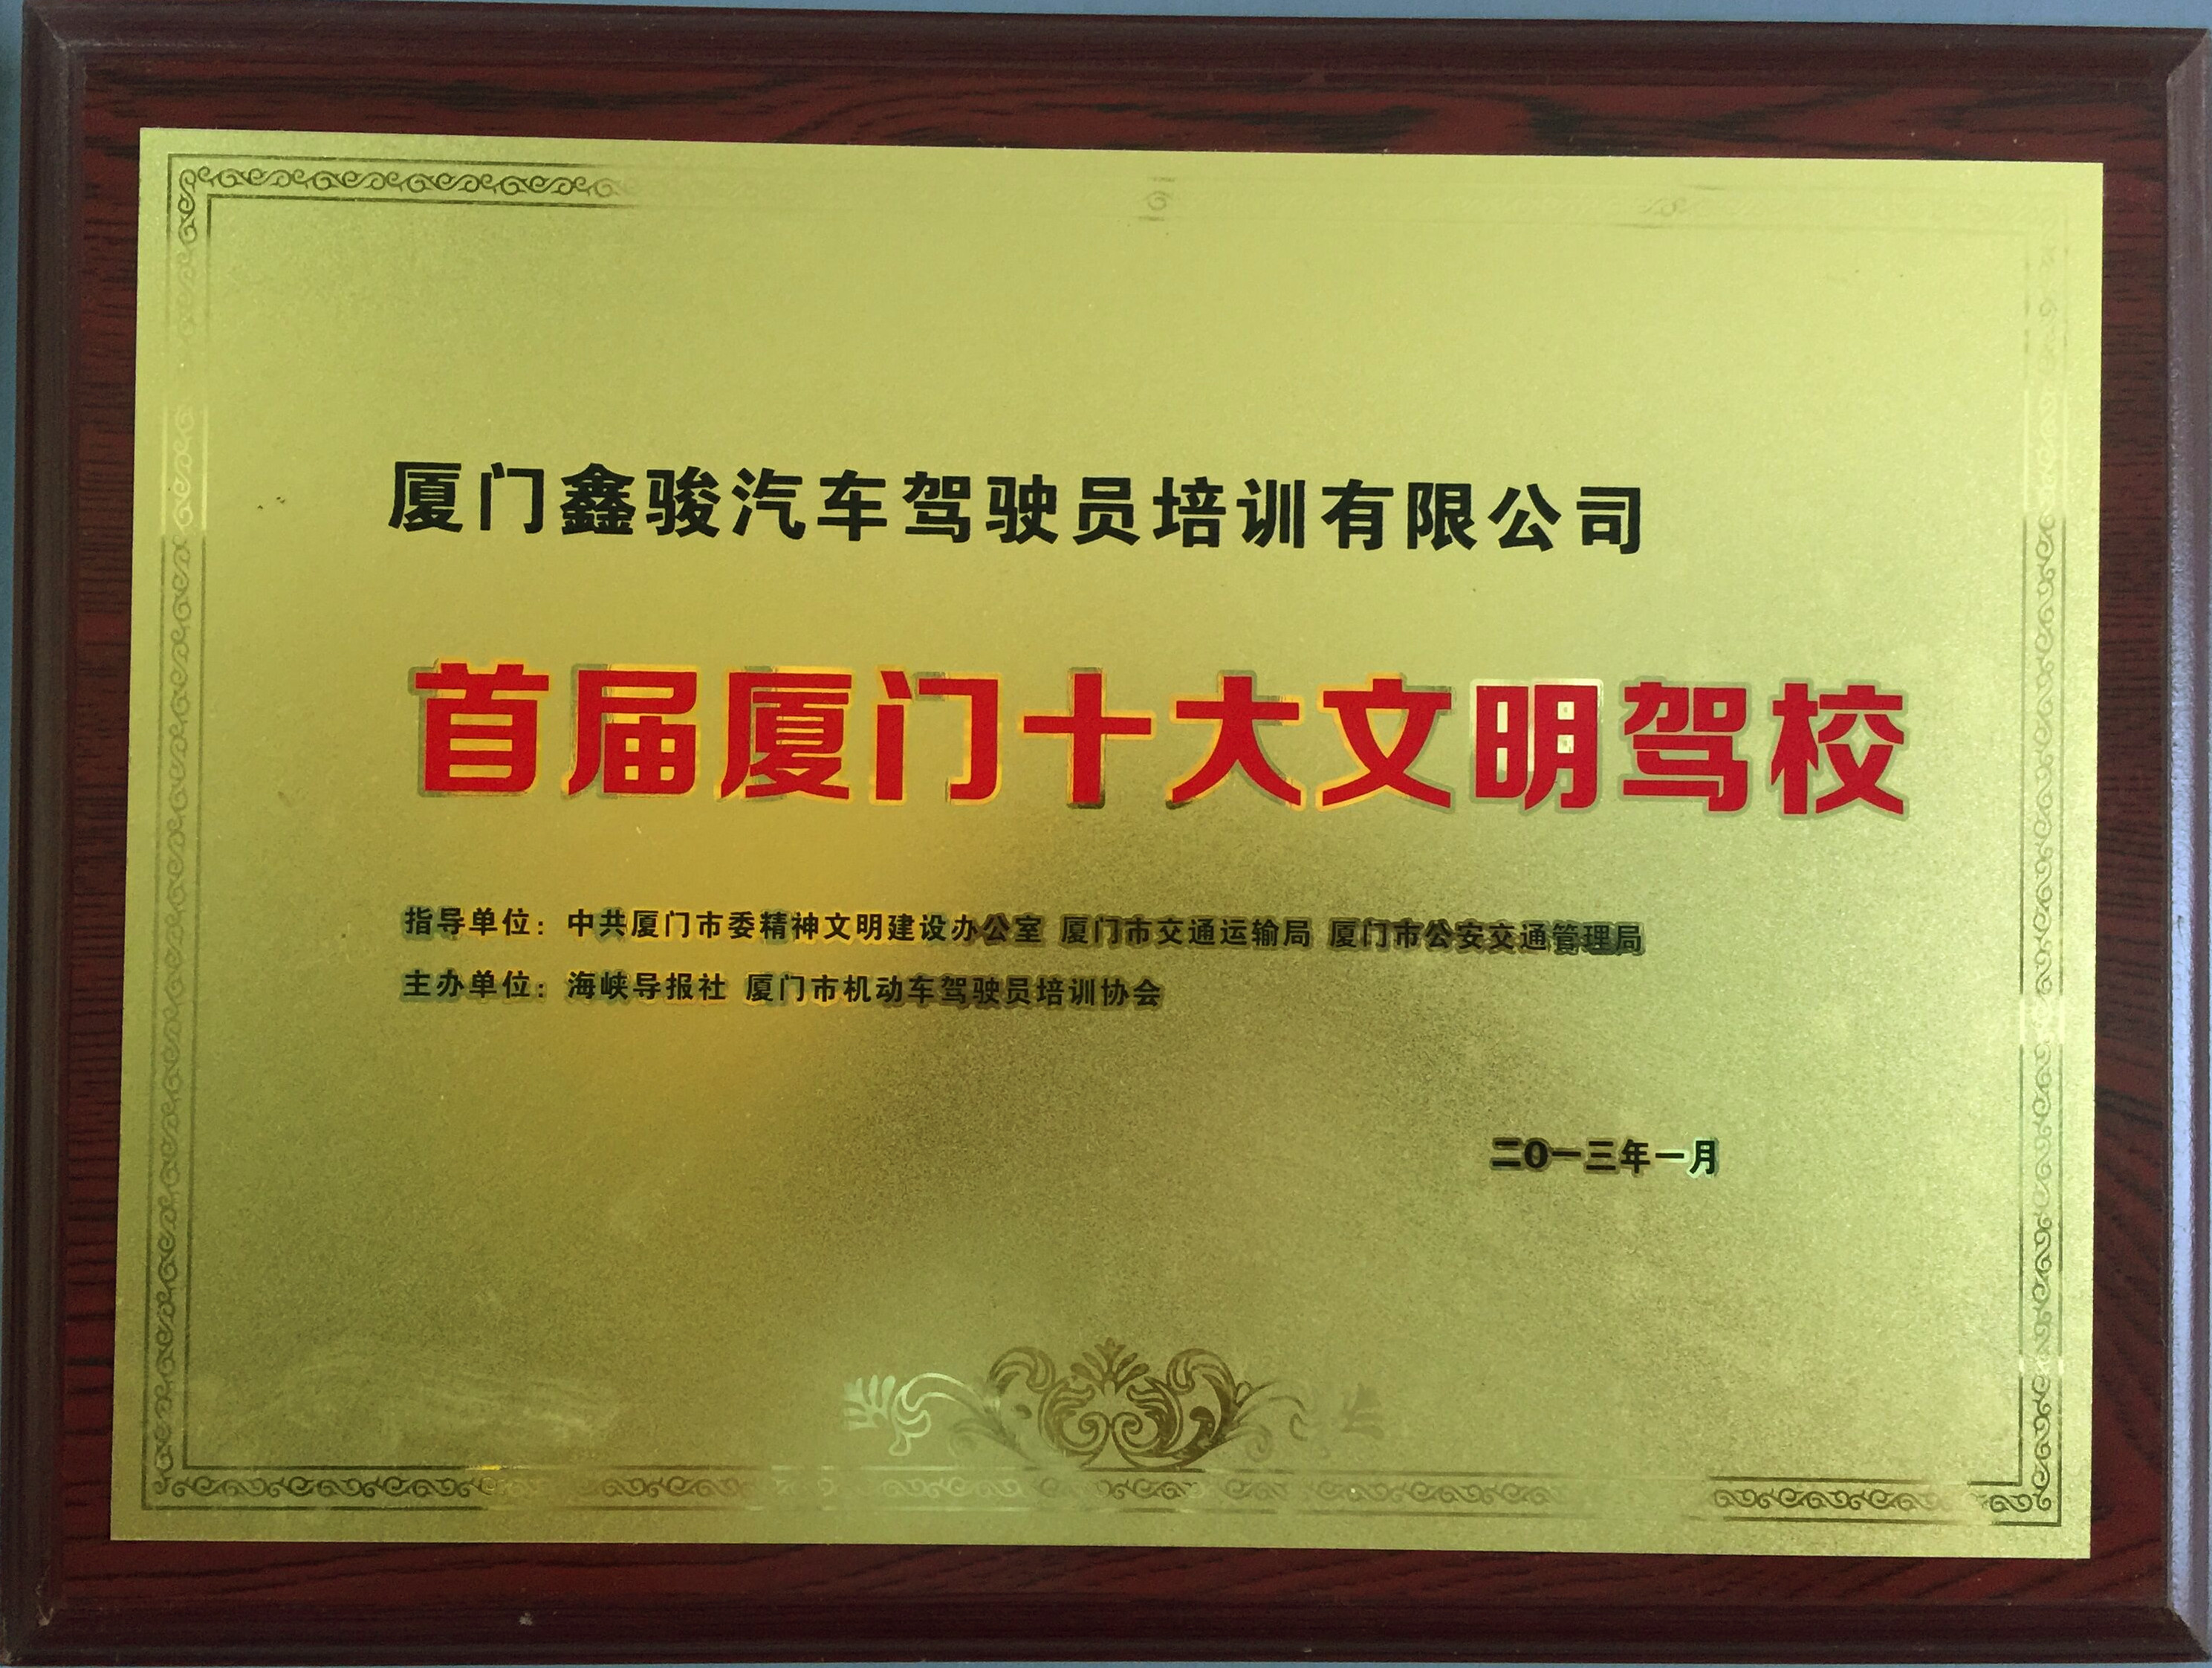 厦门鑫骏汽车驾驶员培训有限公司
首届厦门十大文明驾校
指导单位：中共厦门市委精神文明建设办公室 厦门市交通运输局 厦门市公安交通管理局
主办单位：海峡导报社 厦门市机动车驾驶员培训协会
二0一三年一月